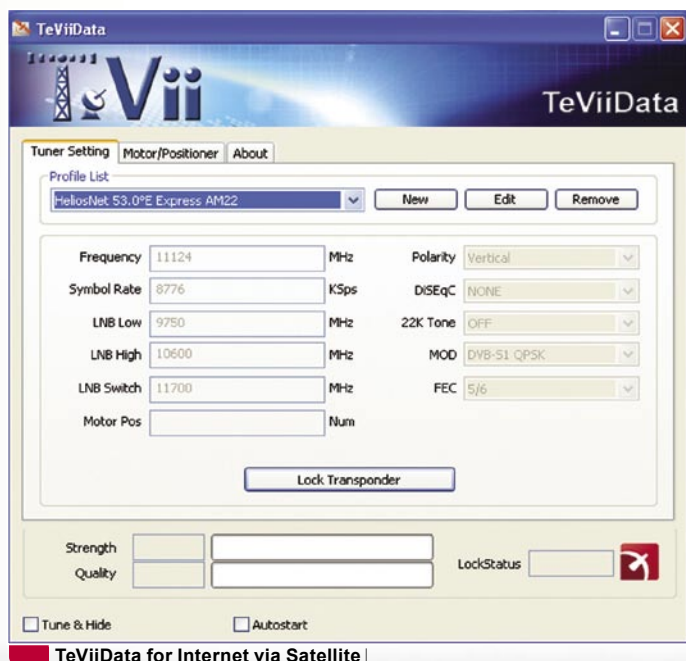 TeViiData
TeVii
TeViiData
Tuner Setting Motor/Positioner About
Profile List
HeliosNet 53.0°E Express AM22 New Edit Remove
Frequency 11124 MHz Polarity Vertical
Symbol Rate 8776 KSps DiSEqC NONE
LNB Low 9750 MHz 22K Tone OFF
LNB High 10600 MHz MOD DVB-S1 QPSK
LNB Switch 11700 MHz FEC 5/6
Motor Pos Num
Lock Transponder
Strength
Quality
LockStatus
Tune & Hide Autostart
TeViiData for Internet via Satellite